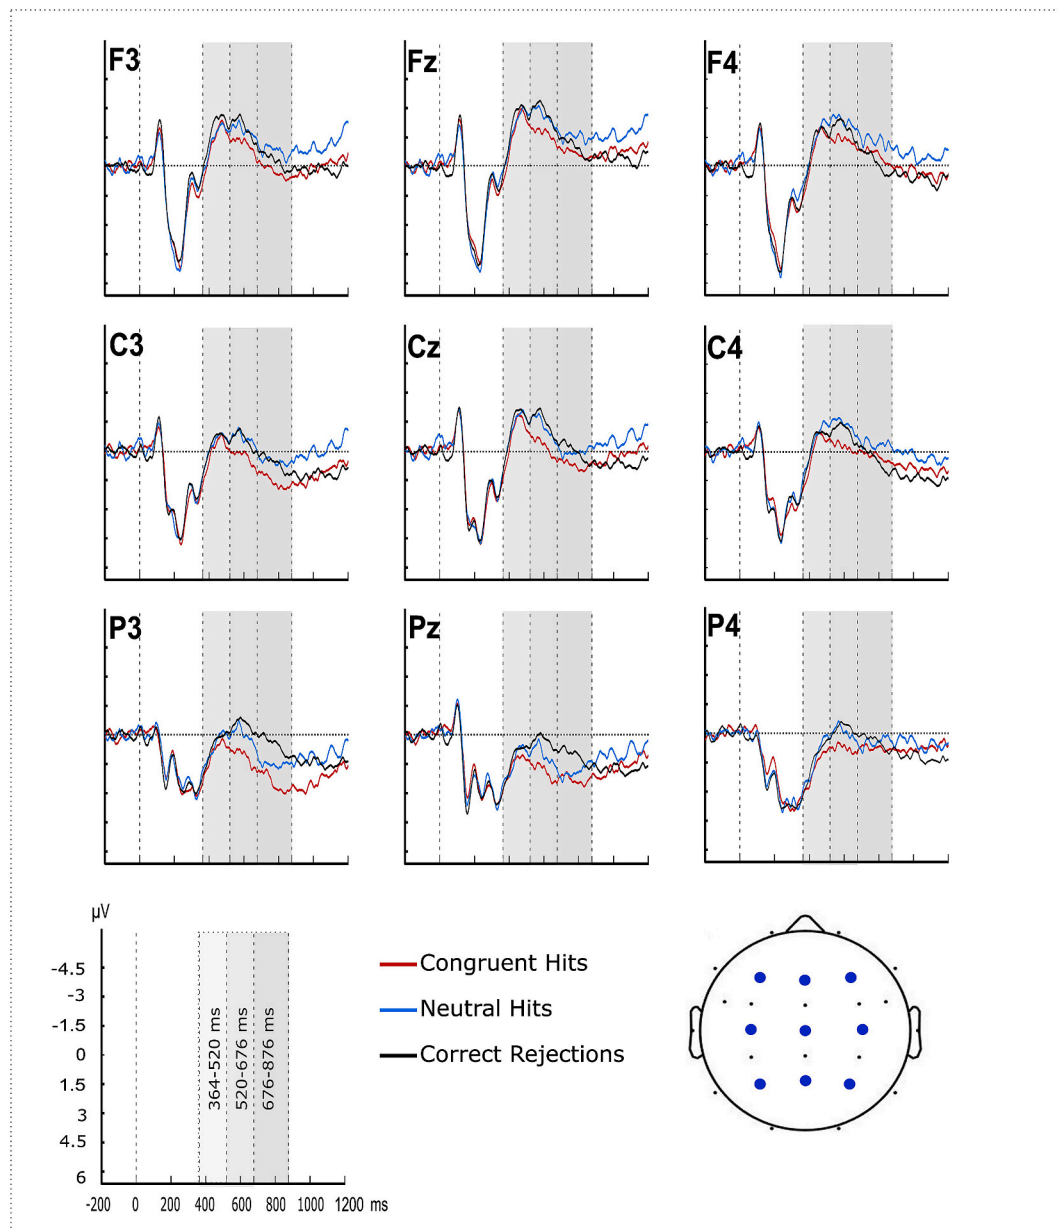 F3 Fz F4
C3 Cz C4
P3 Pz P4
µV
-4.5
-3
-1.5
0
1.5
3
4.5
6
364-520 ms
520-676 ms
676-876 ms
-200 0 200 400 600 800 1000 1200 ms
Congruent Hits
Neutral Hits
Correct Rejections